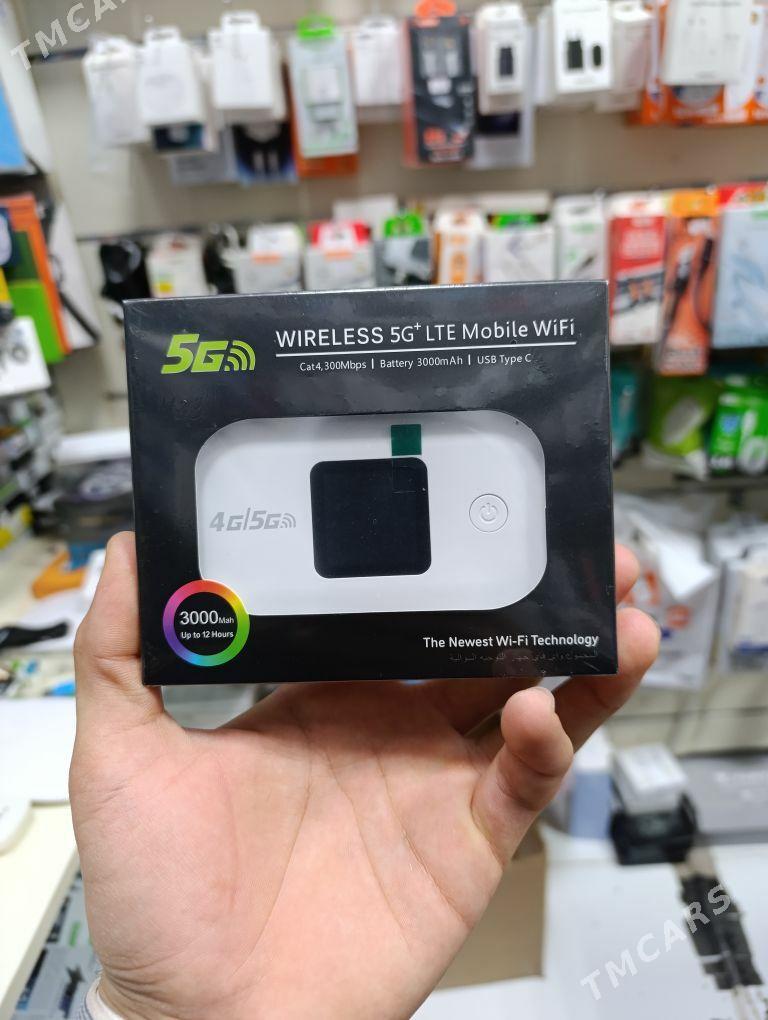 TMCARS
5G
WIRELESS 5G⁺ LTE Mobile WiFi
Cat4,300Mbps | Battery 3000mAh | USB Type C
4G/5G
3000Mah
Up to 12 Hours
The Newest Wi-Fi Technology
TMCARS